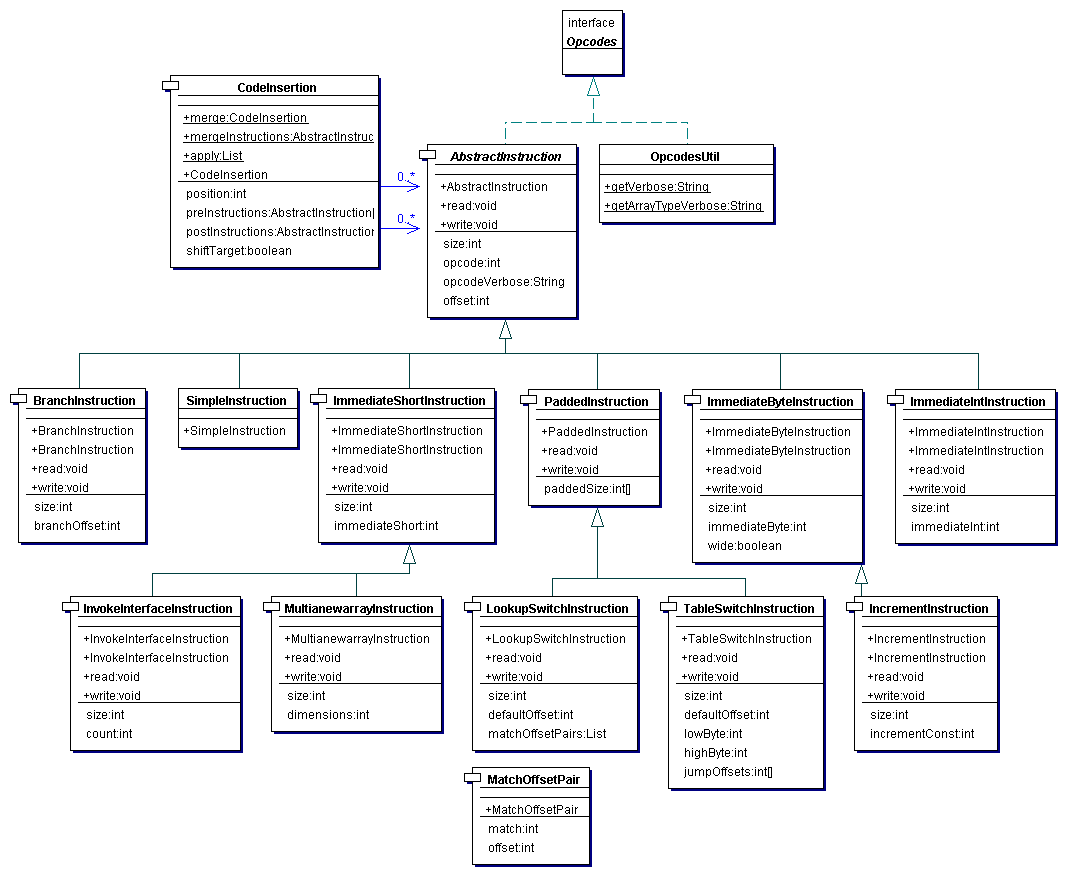 interface
Opcodes
CodeInsertion
+merge:CodeInsertion
+mergeInstructions:AbstractInstruc
+apply:List
+CodeInsertion
position:int
preInstructions:AbstractInstruction[
postInstructions:AbstractInstruction
shiftTarget:boolean
0..*
0..*
AbstractInstruction
+AbstractInstruction
+read:void
+write:void
size:int
opcode:int
opcodeVerbose:String
offset:int
OpcodesUtil
+getVerbose:String
+getArrayTypeVerbose:String
BranchInstruction
+BranchInstruction
+BranchInstruction
+read:void
+write:void
size:int
branchOffset:int
SimpleInstruction
+SimpleInstruction
ImmediateShortInstruction
+ImmediateShortInstruction
+ImmediateShortInstruction
+read:void
+write:void
size:int
immediateShort:int
PaddedInstruction
+PaddedInstruction
+read:void
+write:void
paddedSize:int[]
ImmediateByteInstruction
+ImmediateByteInstruction
+ImmediateByteInstruction
+read:void
+write:void
size:int
immediateByte:int
wide:boolean
ImmediateIntInstruction
+ImmediateIntInstruction
+ImmediateIntInstruction
+read:void
+write:void
size:int
immediateInt:int
InvokeInterfaceInstruction
+InvokeInterfaceInstruction
+InvokeInterfaceInstruction
+read:void
+write:void
size:int
count:int
MultianewarrayInstruction
+MultianewarrayInstruction
+read:void
+write:void
size:int
dimensions:int
LookupSwitchInstruction
+LookupSwitchInstruction
+read:void
+write:void
size:int
defaultOffset:int
matchOffsetPairs:List
TableSwitchInstruction
+TableSwitchInstruction
+read:void
+write:void
size:int
defaultOffset:int
lowByte:int
highByte:int
jumpOffsets:int[]
IncrementInstruction
+IncrementInstruction
+IncrementInstruction
+read:void
+write:void
size:int
incrementConst:int
MatchOffsetPair
+MatchOffsetPair
match:int
offset:int